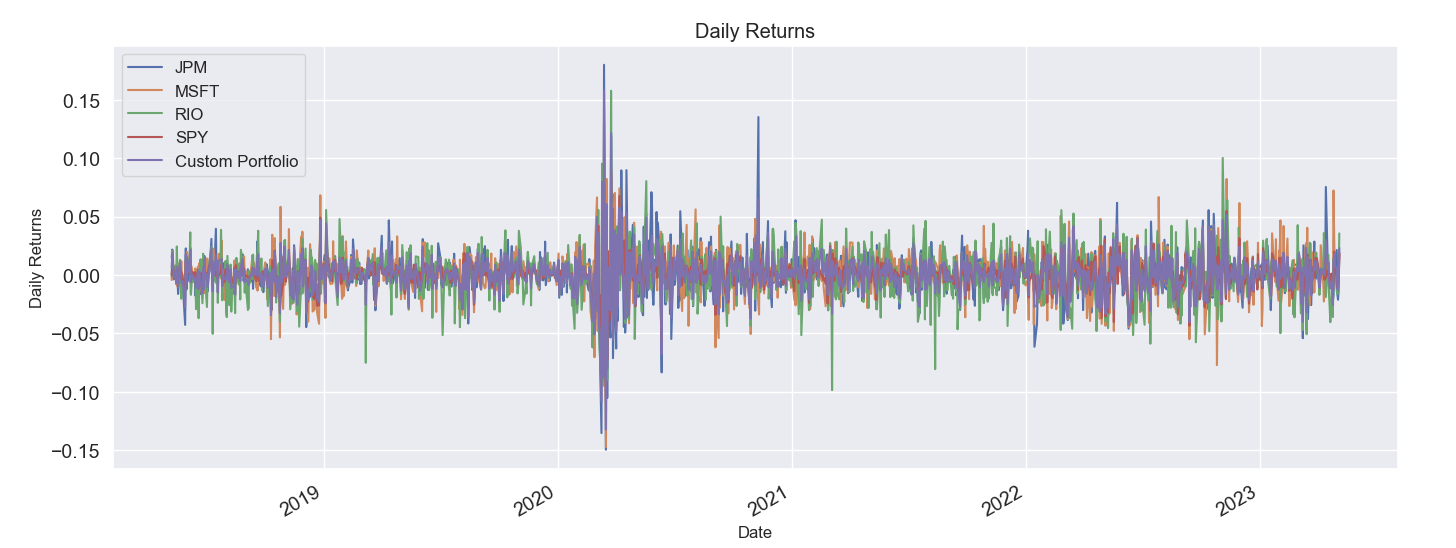 Daily Returns
JPM
MSFT
RIO
SPY
Custom Portfolio
Daily Returns
0.15
0.10
0.05
0.00
−0.05
−0.10
−0.15
2019
2020
2021
2022
2023
Date